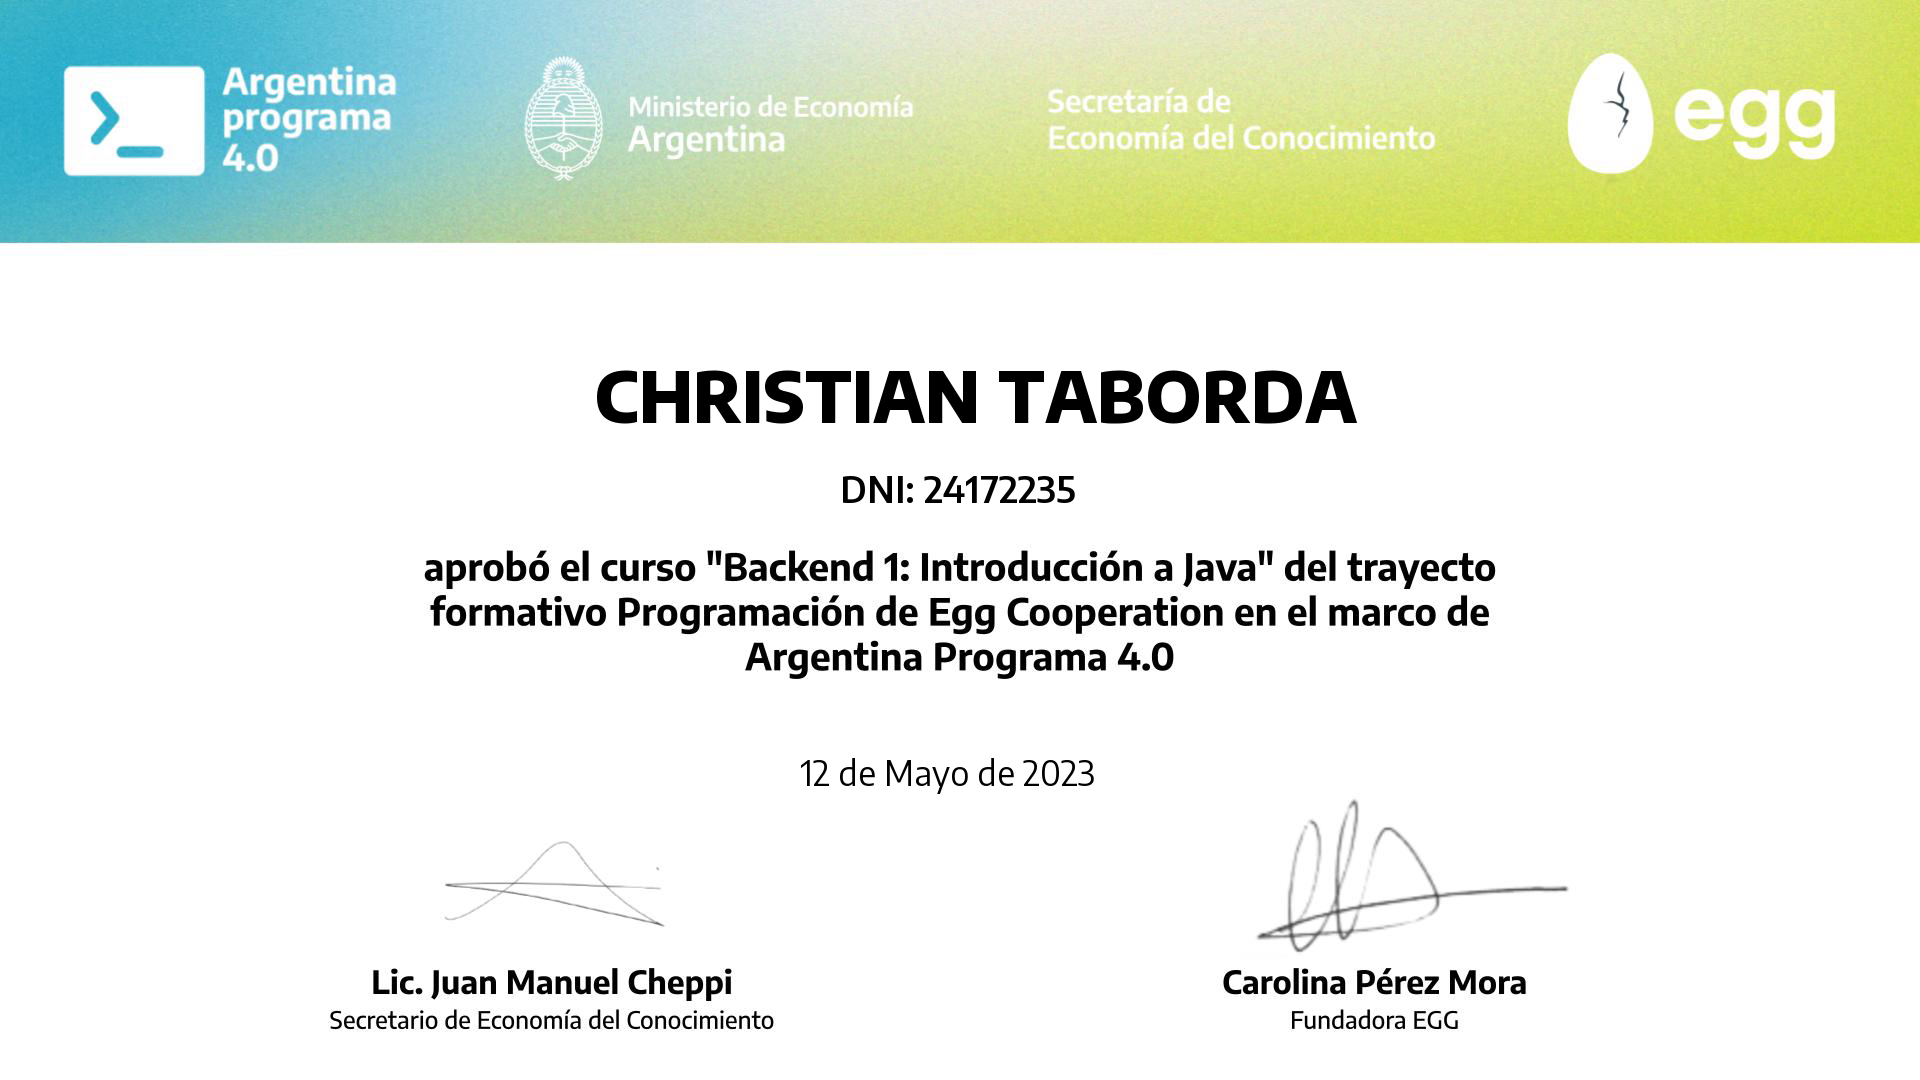 Argentina
programa
4.0
Ministerio de Economía
Argentina
Secretaría de
Economía del Conocimiento
egg
CHRISTIAN TABORDA
DNI: 24172235
aprobó el curso "Backend 1: Introducción a Java" del trayecto
formativo Programación de Egg Cooperation en el marco de
Argentina Programa 4.0
12 de Mayo de 2023
Lic. Juan Manuel Cheppi
Secretario de Economía del Conocimiento
Carolina Pérez Mora
Fundadora EGG